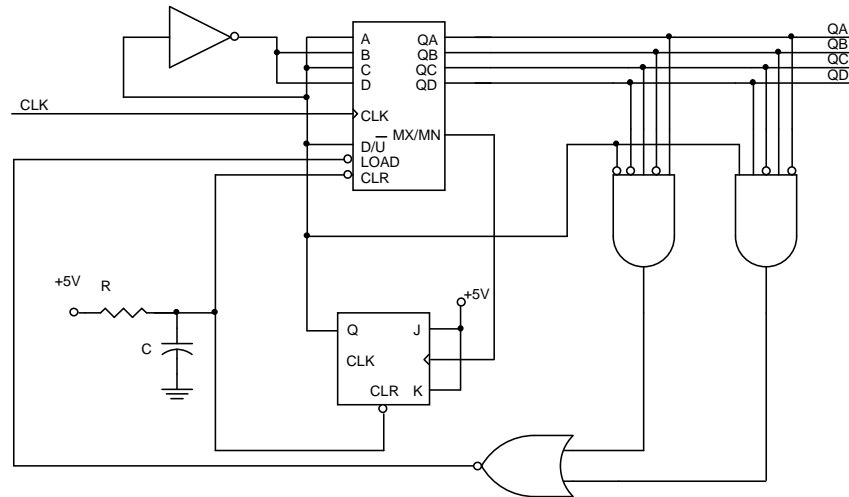 A
B
C
D
CLK
D/U̅
LOAD
CLR
QA
QB
QC
QD
MX/MN
QA
QB
QC
QD
CLK
+5V
R
C
Q
CLK
CLR
J
K
+5V